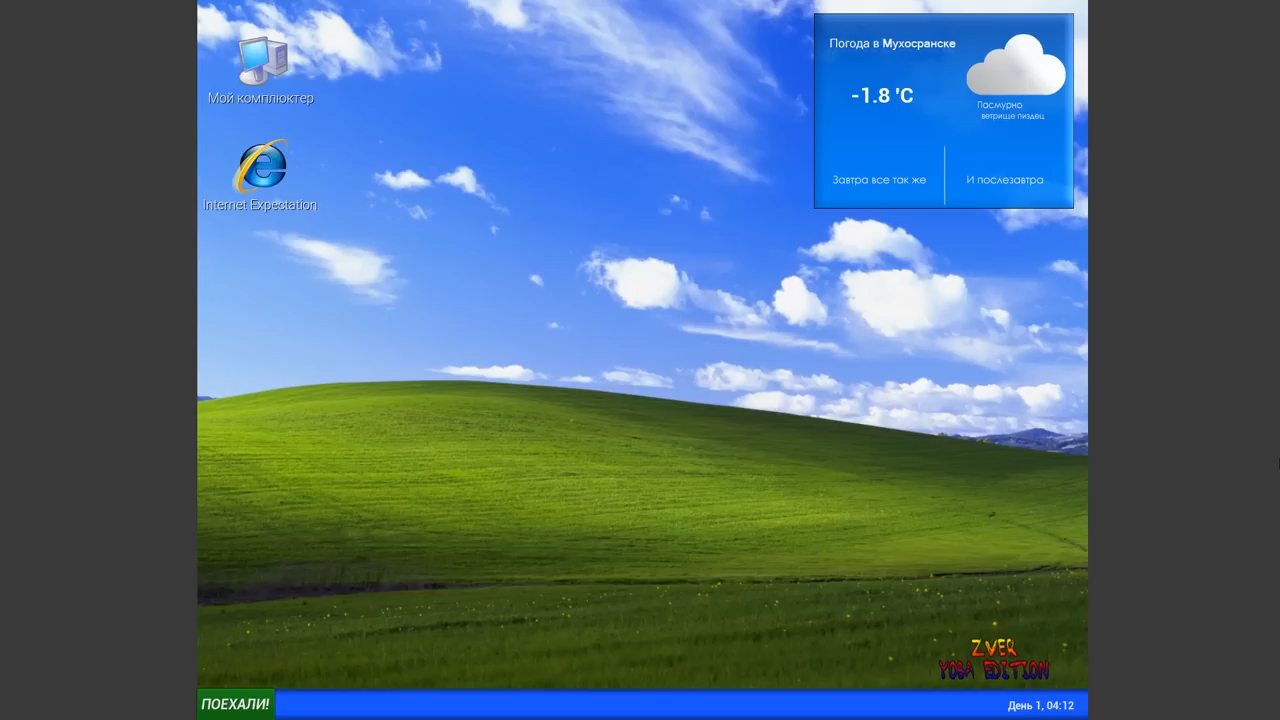 Мой комплюктер
Internet Expectation
Погода в Мухосранске
-1.8 'C
Пасмурно
ветрище пиздец
Завтра все так же
И послезавтра
ZVER
YOBA EDITION
ПОЕХАЛИ!
День 1, 04:12